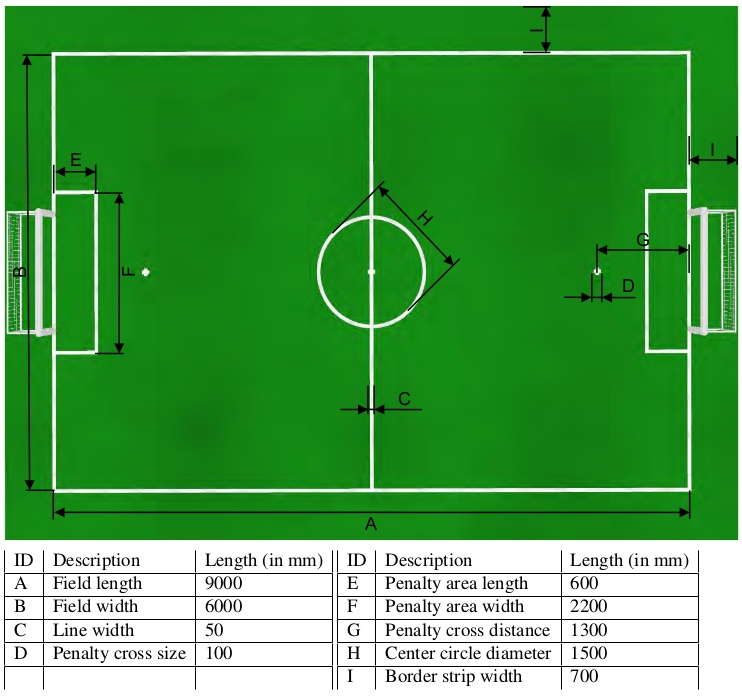 I
E
I
H
G
B
F
D
C
A
ID Description Length (in mm) ID Description Length (in mm)
A Field length 9000 E Penalty area length 600
B Field width 6000 F Penalty area width 2200
C Line width 50 G Penalty cross distance 1300
D Penalty cross size 100 H Center circle diameter 1500
I Border strip width 700